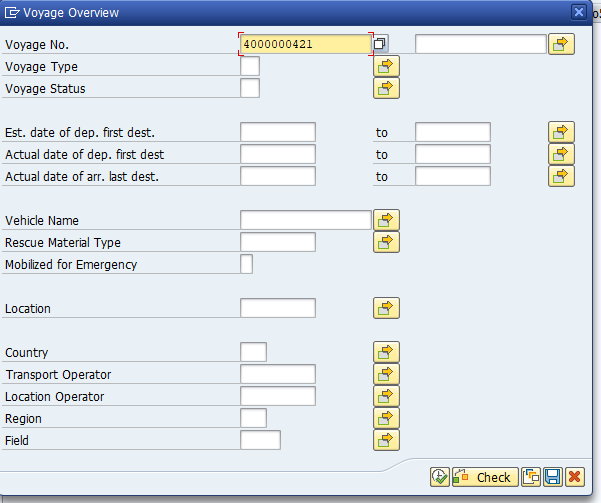 Voyage Overview
Voyage No. 4000000421
Voyage Type
Voyage Status
Est. date of dep. first dest. to
Actual date of dep. first dest to
Actual date of arr. last dest. to
Vehicle Name
Rescue Material Type
Mobilized for Emergency
Location
Country
Transport Operator
Location Operator
Region
Field
Check